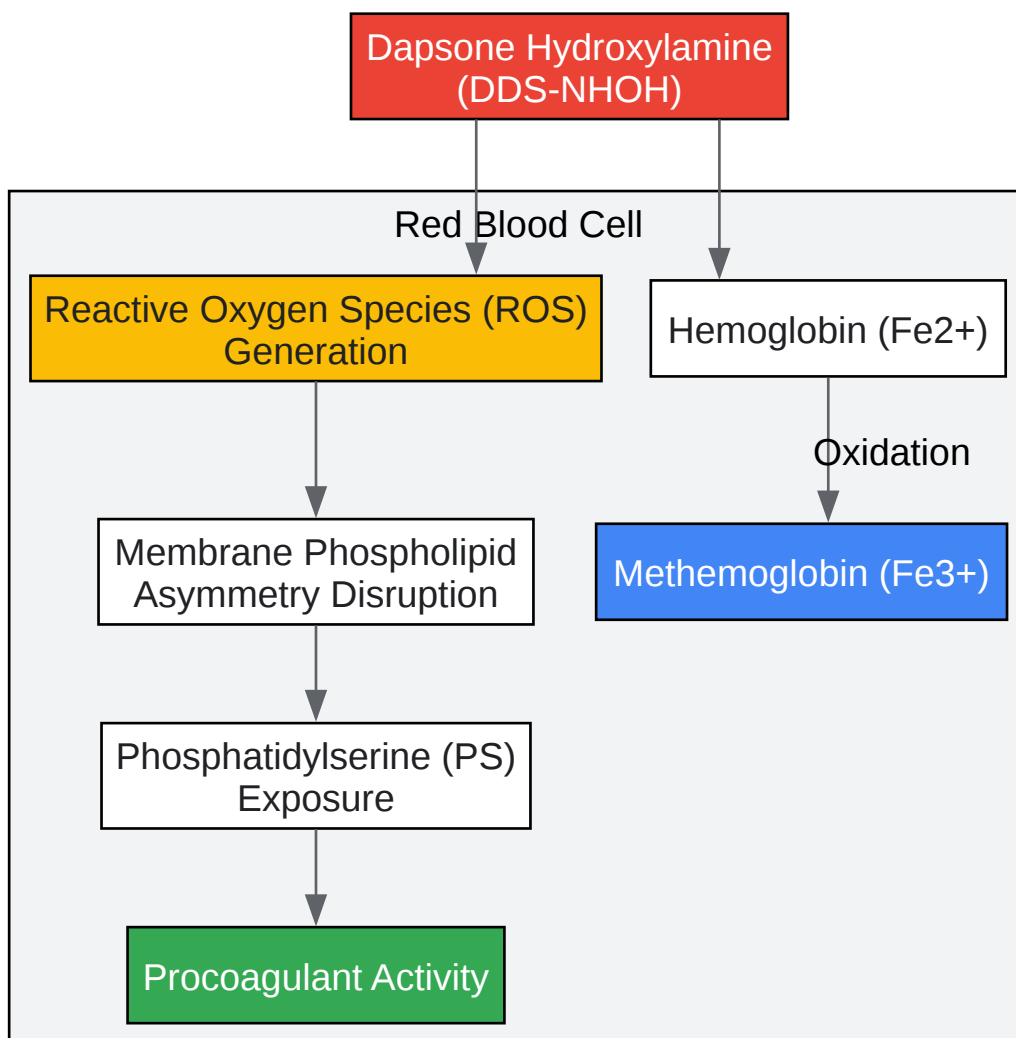 Dapsone Hydroxylamine
(DDS-NHOH)
Red Blood Cell
Reactive Oxygen Species (ROS)
Generation
Hemoglobin (Fe2+)
Oxidation
Membrane Phospholipid
Asymmetry Disruption
Methemoglobin (Fe3+)
Phosphatidylserine (PS)
Exposure
Procoagulant Activity